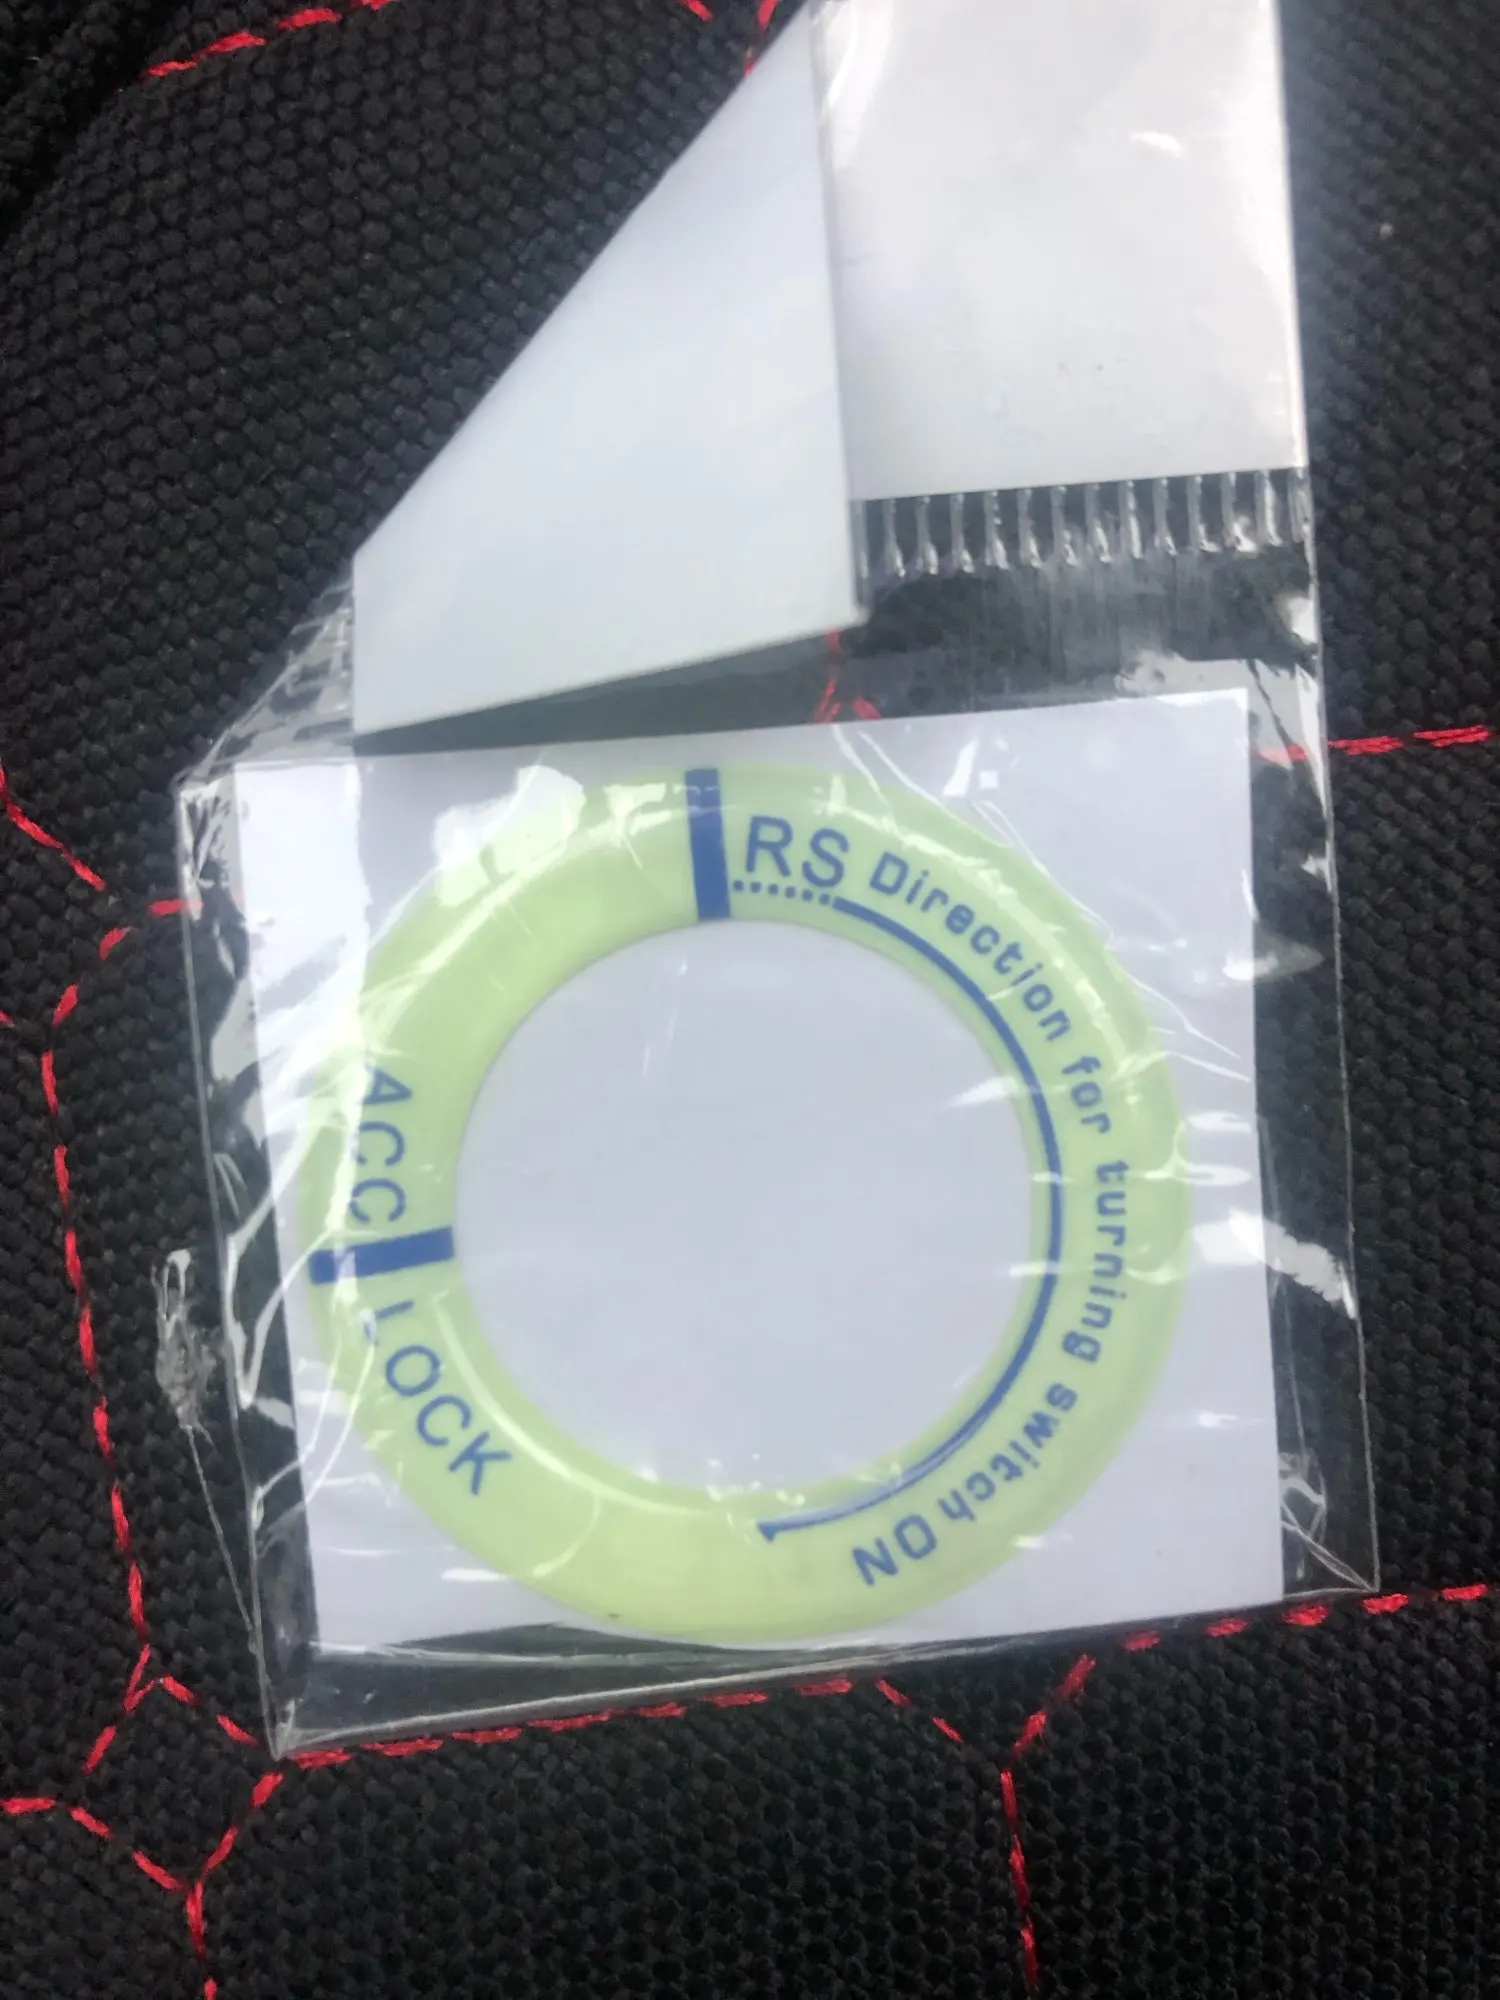 RS Direction for turning switch ON
LOCK
ACC